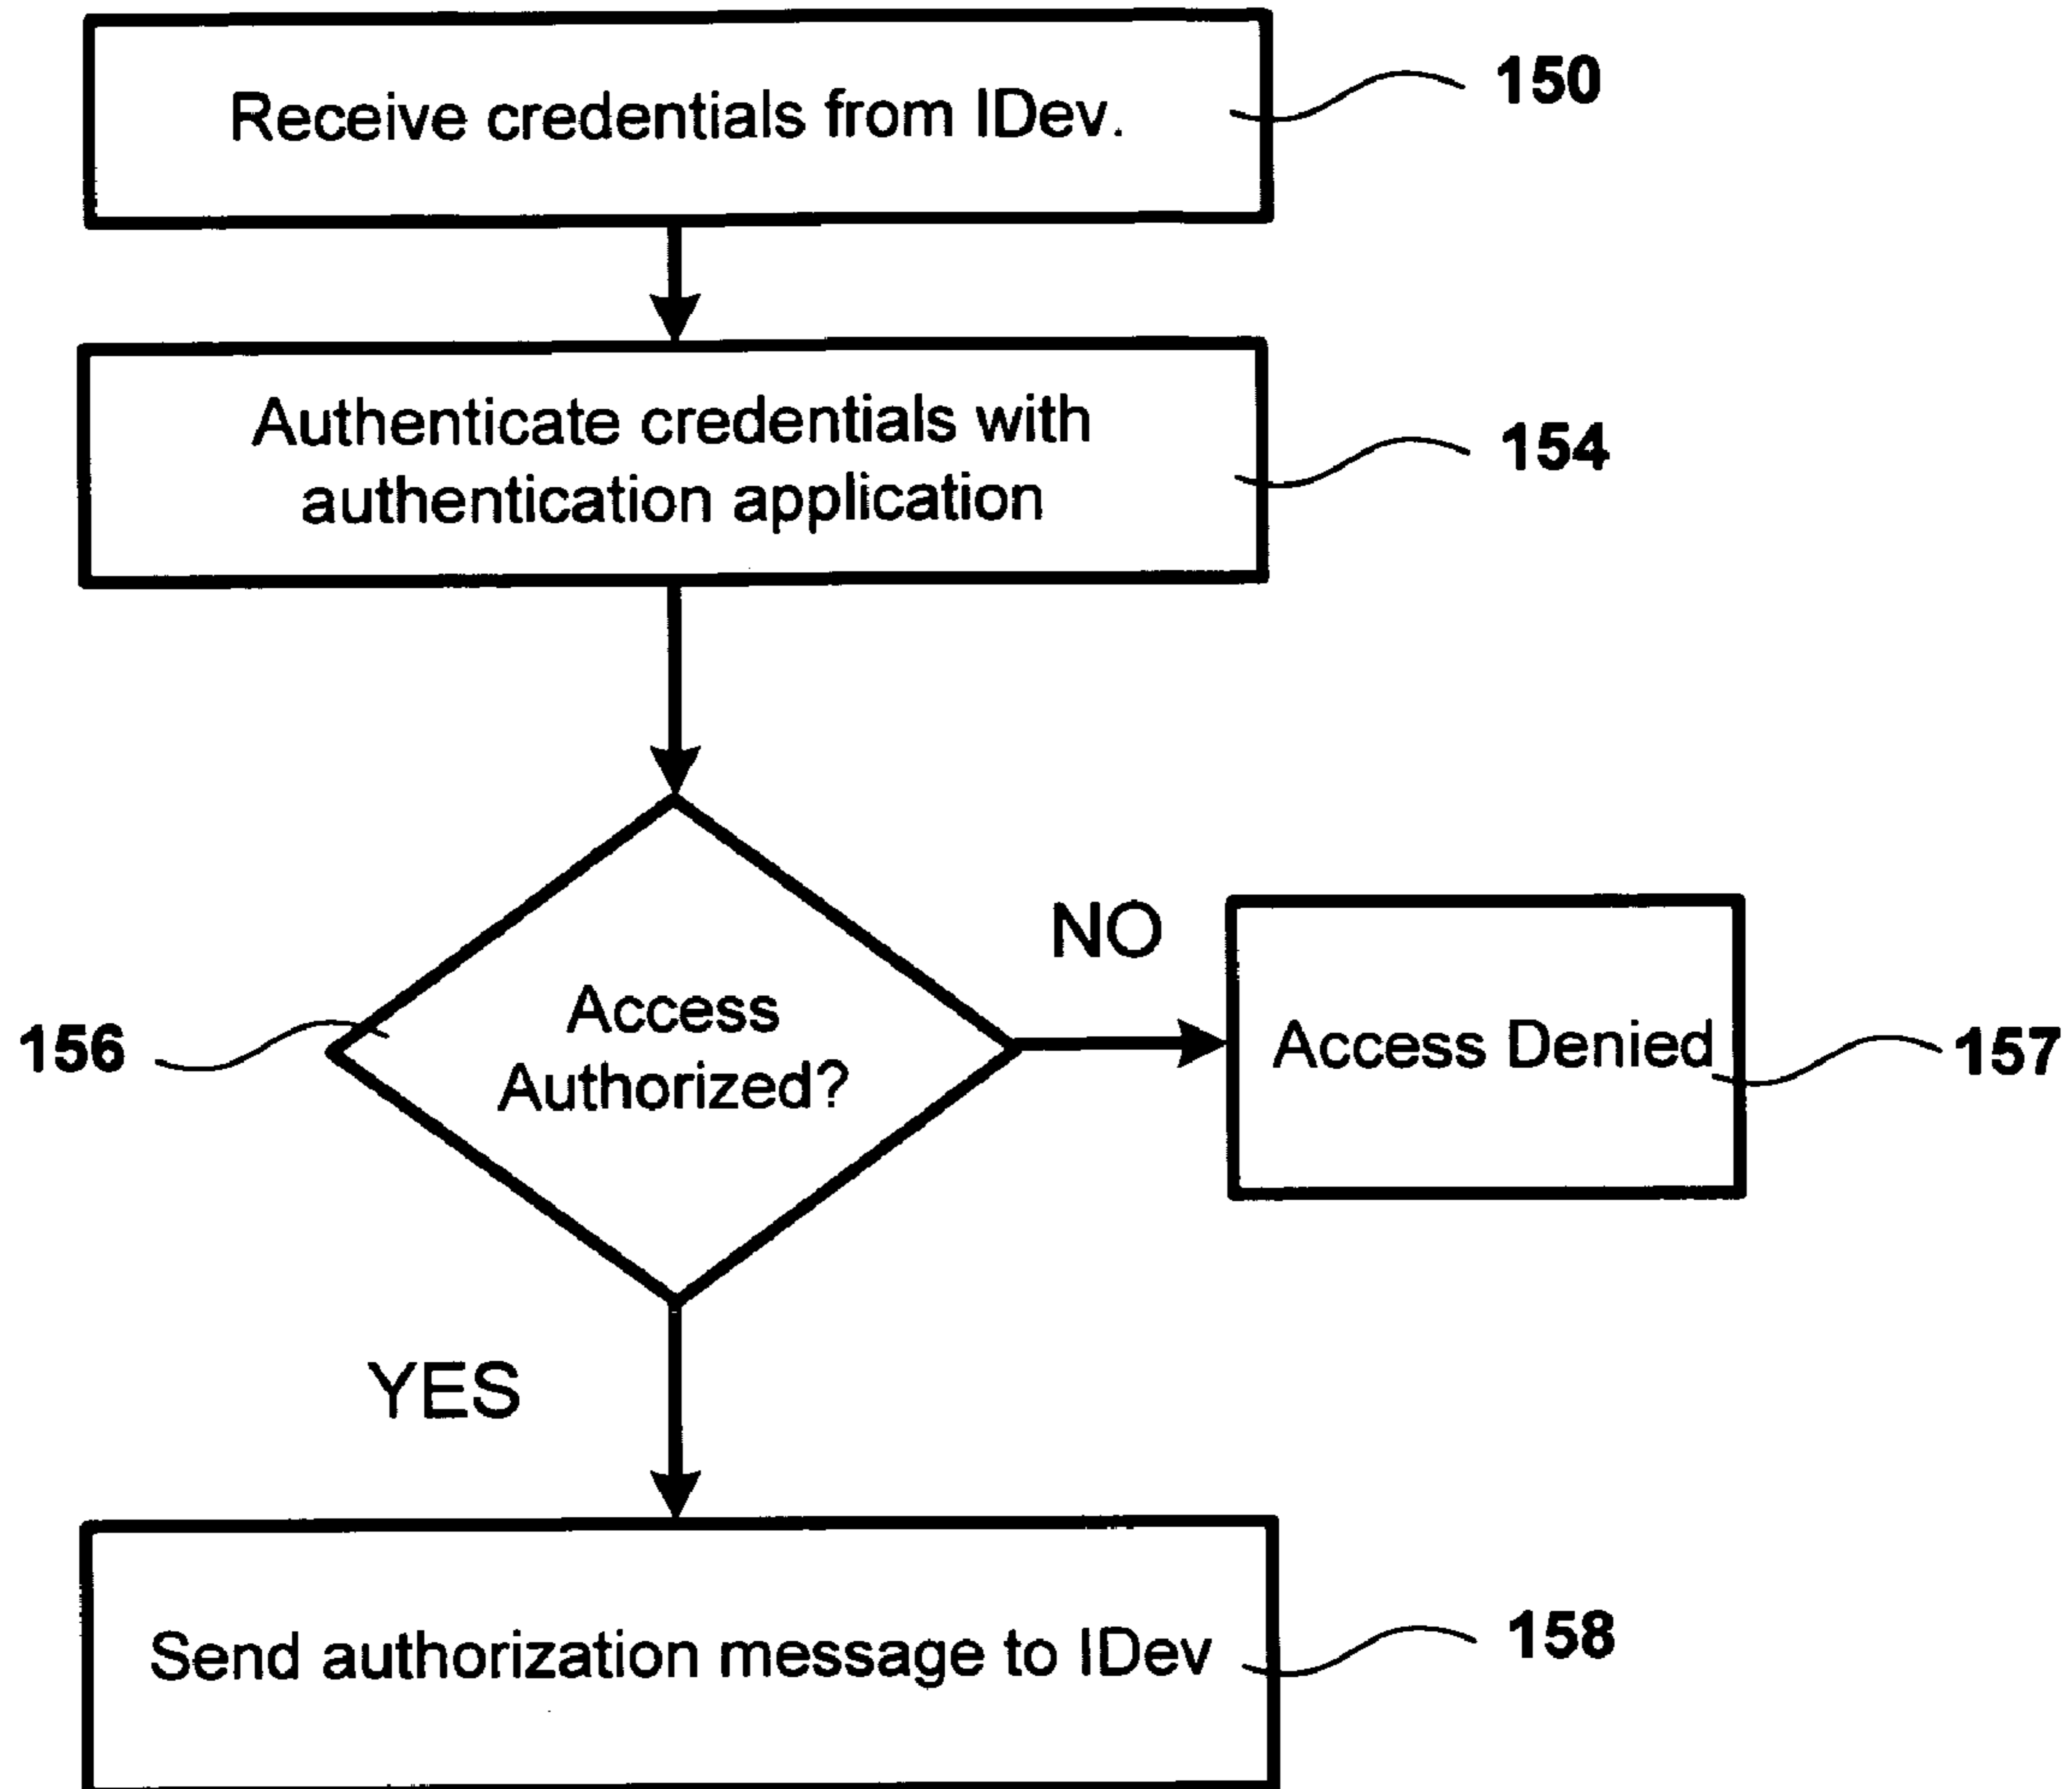 Receive credentials from IDev.
150
Authenticate credentials with
authentication application
154
NO
Access
Authorized?
156
Access Denied
157
YES
Send authorization message to IDev
158